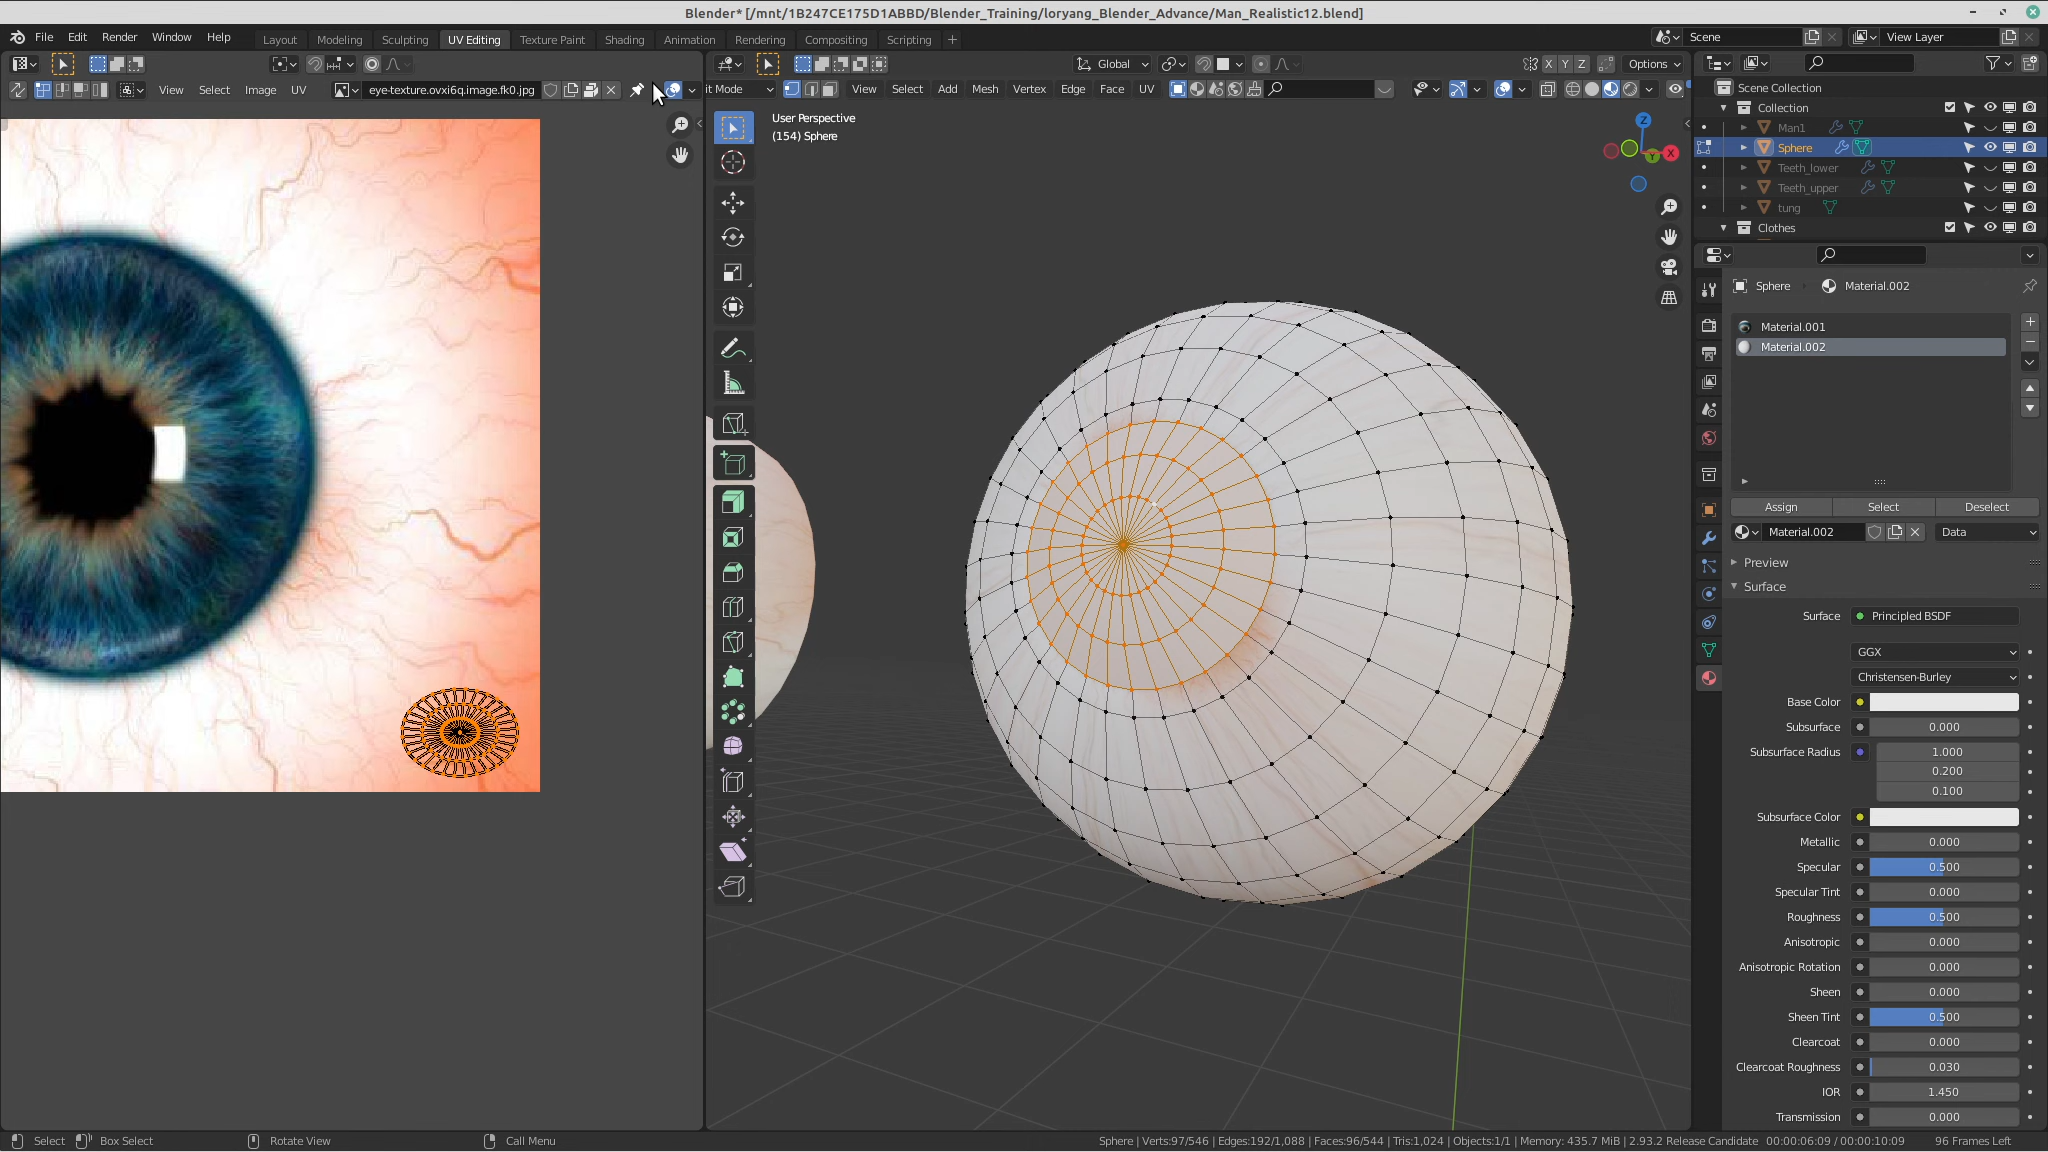 Blender* [/mnt/1B247CE175D1ABBD/Blender_Training/loryang_Blender_Advance/Man_Realistic12.blend]
File Edit Render Window Help Layout Modeling Sculpting UV Editing Texture Paint Shading Animation Rendering Compositing Scripting + Scene View Layer
Global X Y Z Options
View Select Image UV eye-texture.ovxi6q.image.fk0.jpg it Mode View Select Add Mesh Vertex Edge Face UV
User Perspective
(154) Sphere
Z
Y
X
Scene Collection
Collection
Man1
Sphere
Teeth_lower
Teeth_upper
tung
Clothes
Sphere Material.002
Material.001
Material.002
Assign Select Deselect
Material.002 Data
Preview
Surface
Surface Principled BSDF
GGX
Christensen-Burley
Base Color
Subsurface 0.000
Subsurface Radius 1.000
0.200
0.100
Subsurface Color
Metallic 0.000
Specular 0.500
Specular Tint 0.000
Roughness 0.500
Anisotropic 0.000
Anisotropic Rotation 0.000
Sheen 0.000
Sheen Tint 0.500
Clearcoat 0.000
Clearcoat Roughness 0.030
IOR 1.450
Transmission 0.000
Select Box Select Rotate View Call Menu Sphere | Verts:97/546 | Edges:192/1,088 | Faces:96/544 | Tris:1,024 | Objects:1/1 | Memory: 435.7 MiB | 2.93.2 Release Candidate 00:00:06:09 / 00:00:10:09 96 Frames Left